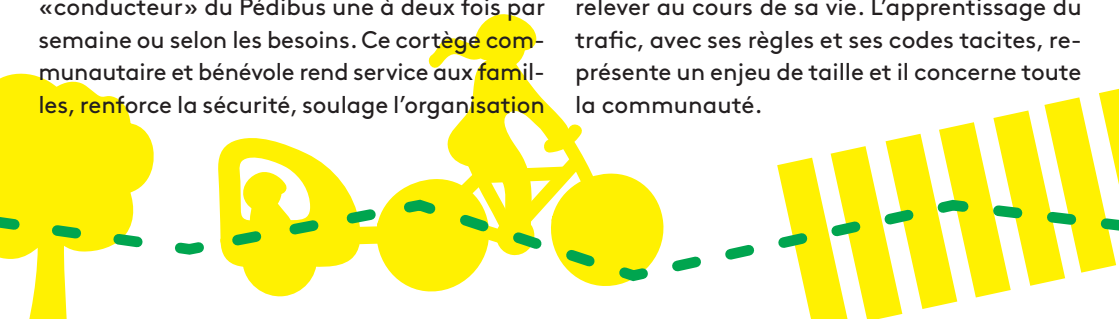 «conducteur» du Pédibus une à deux fois par
semaine ou selon les besoins. Ce cortège com-
munautaire et bénévole rend service aux famil-
les, renforce la sécurité, soulage l’organisation
relever au cours de sa vie. L’apprentissage du
trafic, avec ses règles et ses codes tacites, re-
présente un enjeu de taille et il concerne toute
la communauté.